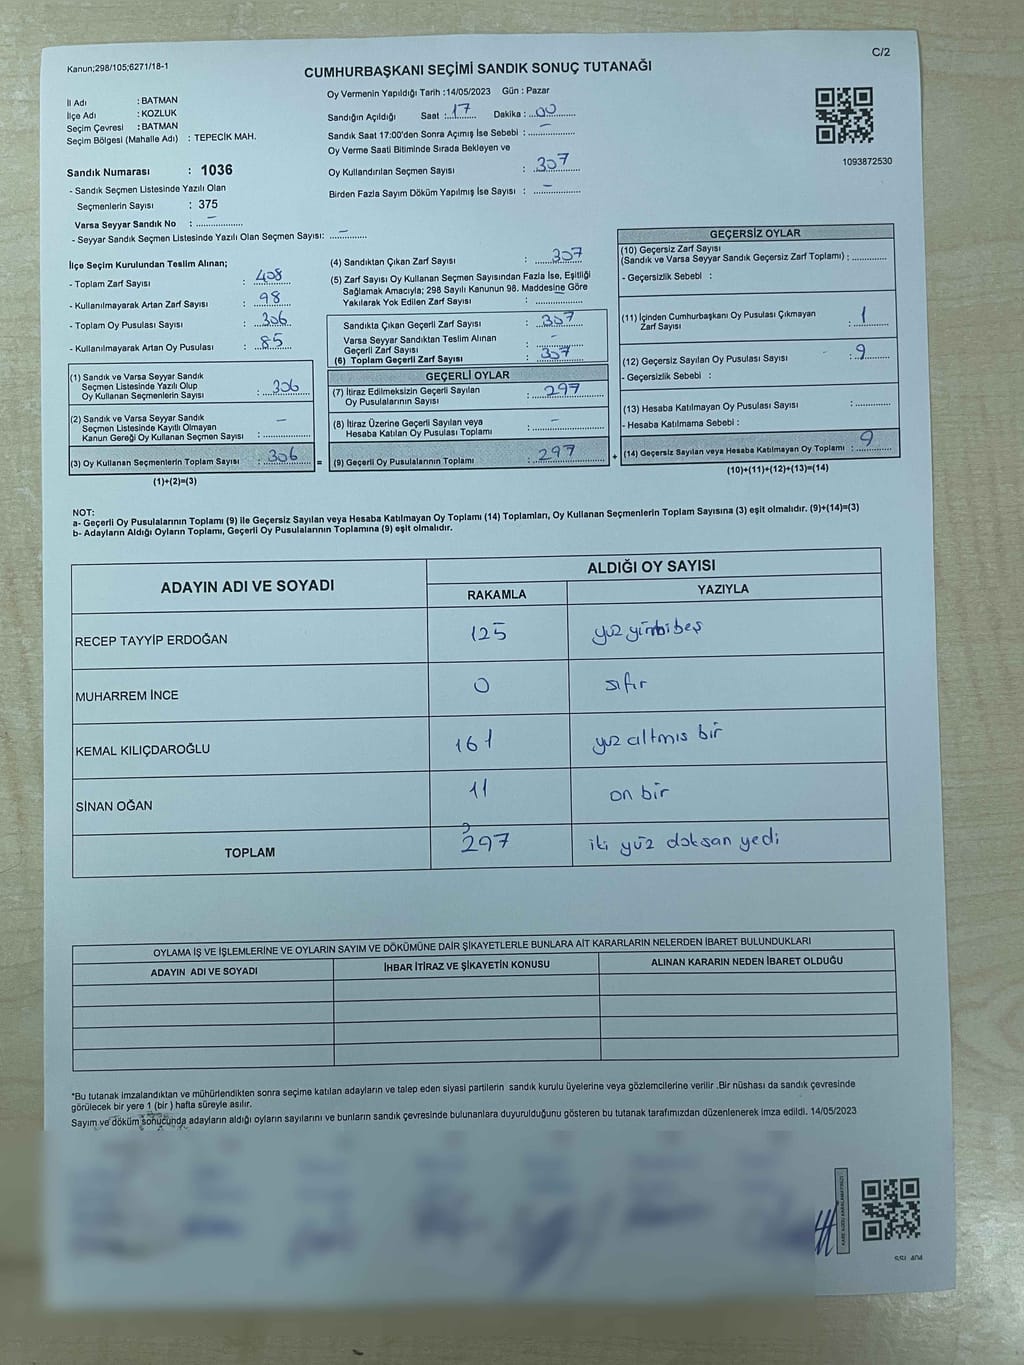 Kanun;298/105;6271/18-1
C/2
CUMHURBAŞKANI SEÇİMİ SANDIK SONUÇ TUTANAĞI
İl Adı : BATMAN
İlçe Adı : KOZLUK
Seçim Çevresi : BATMAN
Seçim Bölgesi (Mahalle Adı) : TEPECİK MAH.
Sandık Numarası : 1036
- Sandık Seçmen Listesinde Yazılı Olan
Seçmenlerin Sayısı : 375
Varsa Seyyar Sandık No : –
- Seyyar Sandık Seçmen Listesinde Yazılı Olan Seçmen Sayısı: –
Oy Vermenin Yapıldığı Tarih :14/05/2023 Gün : Pazar
Sandığın Açıldığı Saat : 17 Dakika : 00
Sandık Saat 17:00'den Sonra Açımış İse Sebebi : –
Oy Verme Saati Bitiminde Sırada Bekleyen ve
Oy Kullandırılan Seçmen Sayısı : 307
Birden Fazla Sayım Döküm Yapılmış İse Sayısı : –
1093872530
İlçe Seçim Kurulundan Teslim Alınan;
- Toplam Zarf Sayısı : 408
- Kullanılmayarak Artan Zarf Sayısı : 98
- Toplam Oy Pusulası Sayısı : 306
- Kullanılmayarak Artan Oy Pusulası : 85
(1) Sandık ve Varsa Seyyar Sandık
Seçmen Listesinde Yazılı Olup
Oy Kullanan Seçmenlerin Sayısı : 306
(2) Sandık ve Varsa Seyyar Sandık
Seçmen Listesinde Kayıtlı Olmayan
Kanun Gereği Oy Kullanan Seçmen Sayısı : –
(3) Oy Kullanan Seçmenlerin Toplam Sayısı : 306 =
(1)+(2)=(3)
(4) Sandıktan Çıkan Zarf Sayısı : 307
(5) Zarf Sayısı Oy Kullanan Seçmen Sayısından Fazla İse, Eşitliği
Sağlamak Amacıyla; 298 Sayılı Kanunun 98. Maddesine Göre
Yakılarak Yok Edilen Zarf Sayısı : –
Sandıkta Çıkan Geçerli Zarf Sayısı : 307
Varsa Seyyar Sandıktan Teslim Alınan
Geçerli Zarf Sayısı : –
(6) Toplam Geçerli Zarf Sayısı : 307
GEÇERLİ OYLAR
(7) İtiraz Edilmeksizin Geçerli Sayılan
Oy Pusulalarının Sayısı : 297
(8) İtiraz Üzerine Geçerli Sayılan veya
Hesaba Katılan Oy Pusulası Toplamı : –
(9) Geçerli Oy Pusulalarının Toplamı : 297 +
GEÇERSİZ OYLAR
(10) Geçersiz Zarf Sayısı
(Sandık ve Varsa Seyyar Sandık Geçersiz Zarf Toplamı) :
- Geçersizlik Sebebi :
(11) İçinden Cumhurbaşkanı Oy Pusulası Çıkmayan
Zarf Sayısı : 1
(12) Geçersiz Sayılan Oy Pusulası Sayısı : 9
- Geçersizlik Sebebi :
(13) Hesaba Katılmayan Oy Pusulası Sayısı :
- Hesaba Katılmama Sebebi :
(14) Geçersiz Sayılan veya Hesaba Katılmayan Oy Toplamı : 9
(10)+(11)+(12)+(13)=(14)
NOT:
a- Geçerli Oy Pusulalarının Toplamı (9) ile Geçersiz Sayılan veya Hesaba Katılmayan Oy Toplamı (14) Toplamları, Oy Kullanan Seçmenlerin Toplam Sayısına (3) eşit olmalıdır. (9)+(14)=(3)
b- Adayların Aldığı Oyların Toplamı, Geçerli Oy Pusulalarının Toplamına (9) eşit olmalıdır.
ADAYIN ADI VE SOYADI
ALDIĞI OY SAYISI
RAKAMLA YAZIYLA
RECEP TAYYİP ERDOĞAN 125 yüz yirmibeş
MUHARREM İNCE 0 sıfır
KEMAL KILIÇDAROĞLU 161 yüz altmış bir
SİNAN OĞAN 11 on bir
TOPLAM 297 iki yüz doksan yedi
OYLAMA İŞ VE İŞLEMLERİNE VE OYLARIN SAYIM VE DÖKÜMÜNE DAİR ŞİKAYETLERLE BUNLARA AİT KARARLARIN NELERDEN İBARET BULUNDUKLARI
ADAYIN ADI VE SOYADI İHBAR İTİRAZ VE ŞİKAYETİN KONUSU ALINAN KARARIN NEDEN İBARET OLDUĞU
*Bu tutanak imzalandıktan ve mühürlendikten sonra seçime katılan adayların ve talep eden siyasi partilerin sandık kurulu üyelerine veya gözlemcilerine verilir .Bir nüshası da sandık çevresinde
görülecek bir yere 1 (bir ) hafta süreyle asılır.
Sayım ve döküm sonucunda adayların aldığı oyların sayılarını ve bunların sandık çevresinde bulunanlara duyurulduğunu gösteren bu tutanak tarafımızdan düzenlenerek imza edildi. 14/05/2023